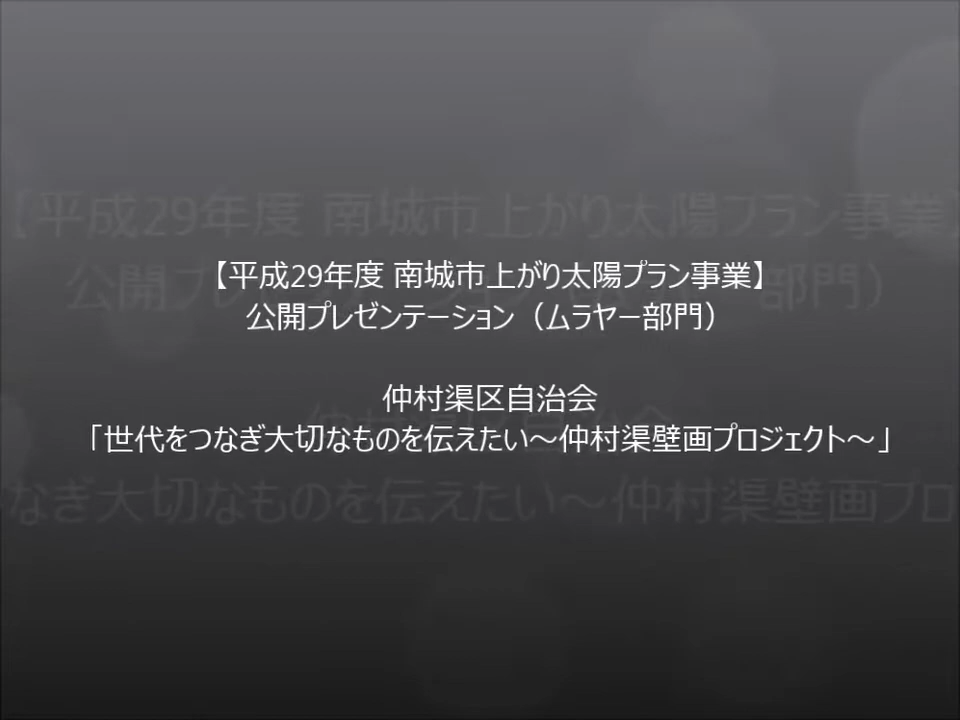 【平成29年度 南城市上がり太陽プラン事業】
公開プレゼンテーション（ムラヤー部門）
仲村渠区自治会
「世代をつなぎ大切なものを伝えたい～仲村渠壁画プロジェクト～」